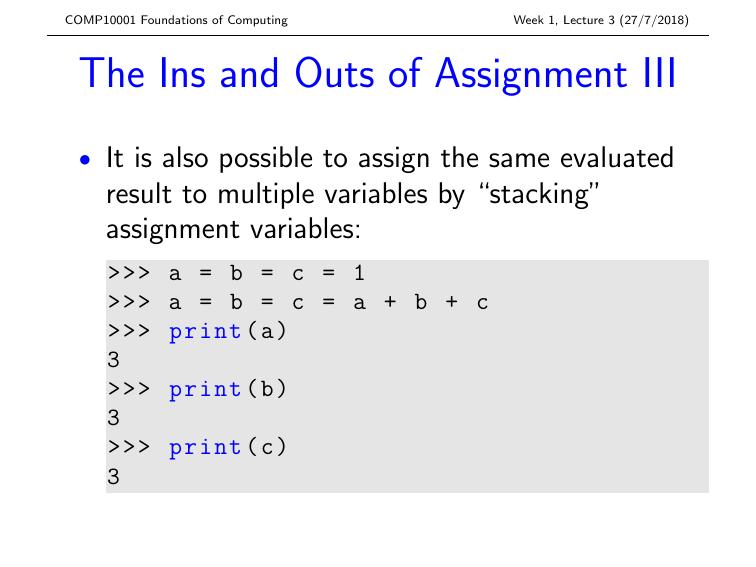 COMP10001 Foundations of Computing
Week 1, Lecture 3 (27/7/2018)
The Ins and Outs of Assignment III
• It is also possible to assign the same evaluated
result to multiple variables by “stacking”
assignment variables:
>>> a = b = c = 1
>>> a = b = c = a + b + c
>>> print(a)
3
>>> print(b)
3
>>> print(c)
3